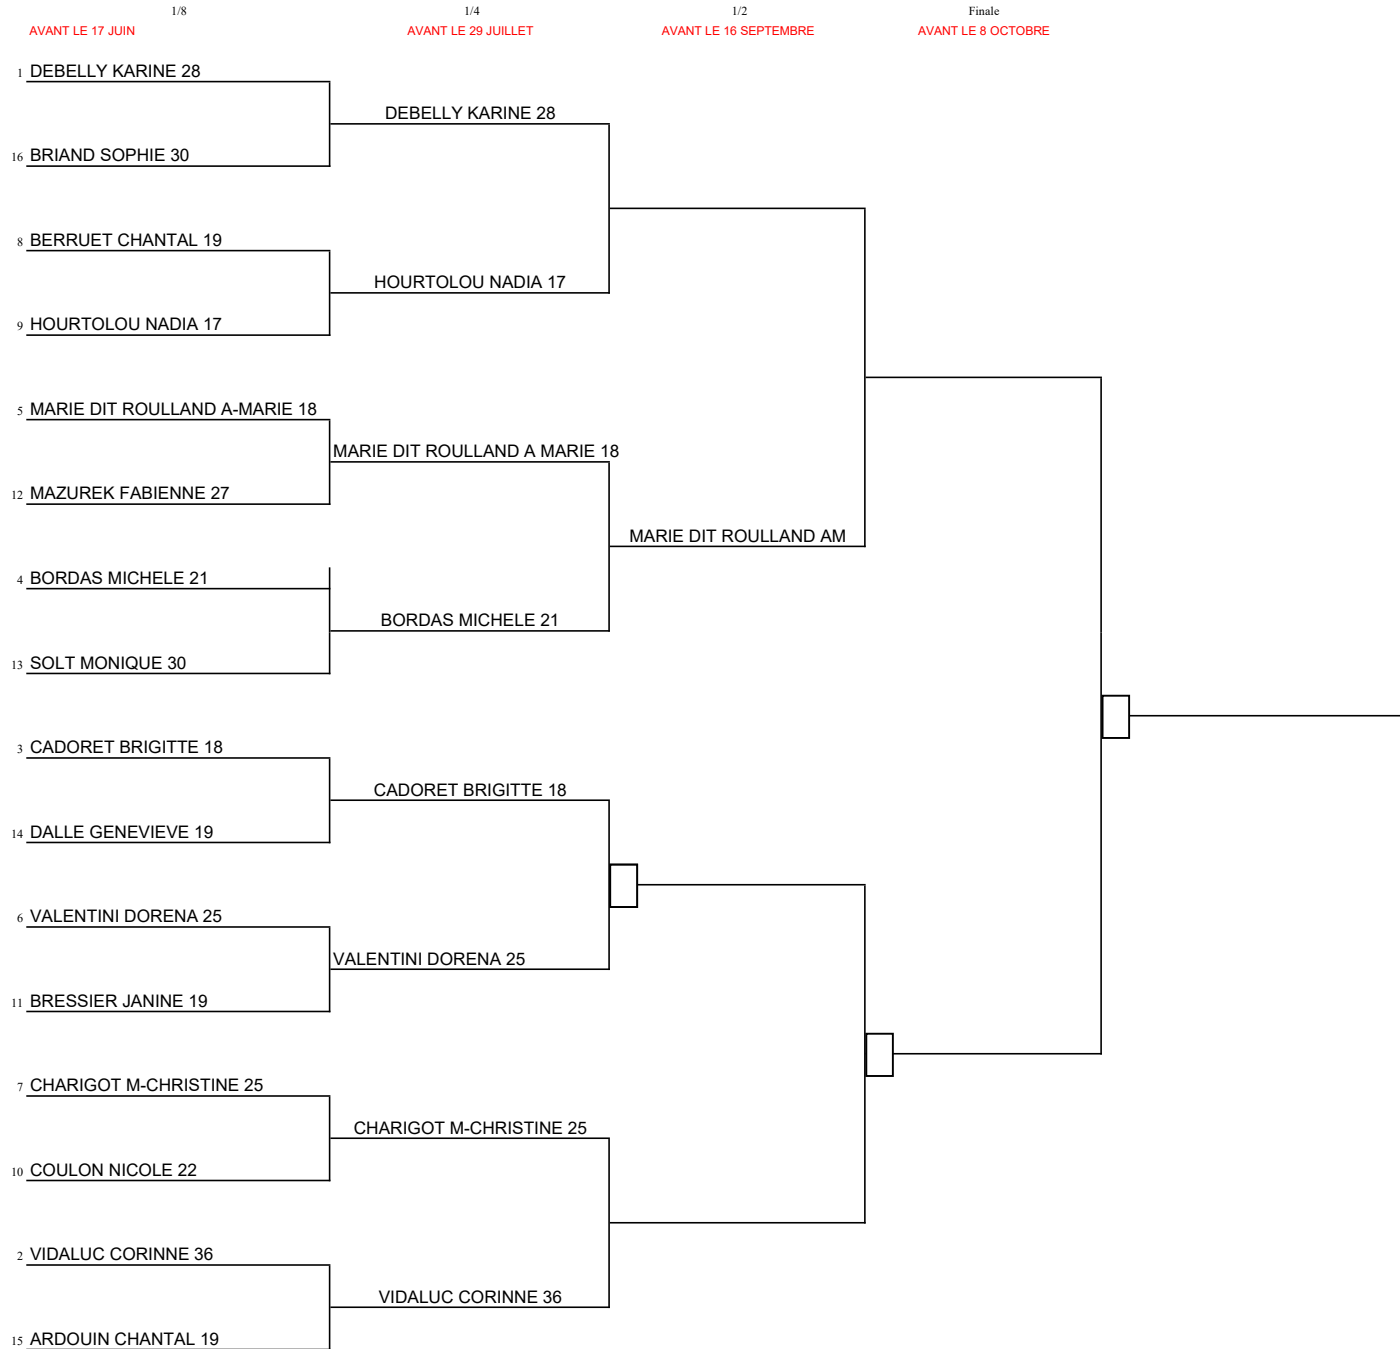 1/8 1/4 1/2 Finale
AVANT LE 17 JUIN AVANT LE 29 JUILLET AVANT LE 16 SEPTEMBRE AVANT LE 8 OCTOBRE
1 DEBELLY KARINE 28
DEBELLY KARINE 28
16 BRIAND SOPHIE 30
8 BERRUET CHANTAL 19
HOURTOLOU NADIA 17
9 HOURTOLOU NADIA 17
5 MARIE DIT ROULLAND A-MARIE 18
MARIE DIT ROULLAND A MARIE 18
12 MAZUREK FABIENNE 27
MARIE DIT ROULLAND AM
4 BORDAS MICHELE 21
BORDAS MICHELE 21
13 SOLT MONIQUE 30
3 CADORET BRIGITTE 18
CADORET BRIGITTE 18
14 DALLE GENEVIEVE 19
6 VALENTINI DORENA 25
VALENTINI DORENA 25
11 BRESSIER JANINE 19
7 CHARIGOT M-CHRISTINE 25
CHARIGOT M-CHRISTINE 25
10 COULON NICOLE 22
2 VIDALUC CORINNE 36
VIDALUC CORINNE 36
15 ARDOUIN CHANTAL 19